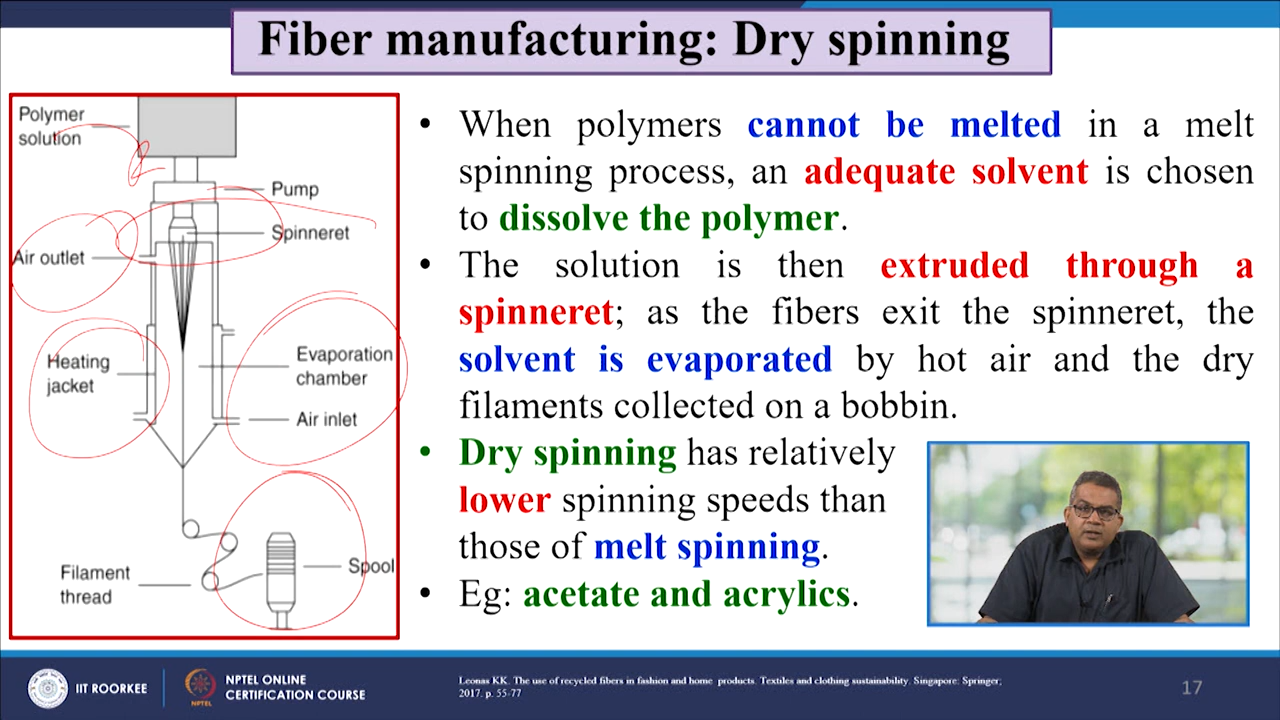 Fiber manufacturing: Dry spinning
Polymer
solution
Pump
Spinneret
Air outlet
Heating
jacket
Evaporation
chamber
Air inlet
Filament
thread
Spool
• When polymers cannot be melted in a melt
spinning process, an adequate solvent is chosen
to dissolve the polymer.
• The solution is then extruded through a
spinneret; as the fibers exit the spinneret, the
solvent is evaporated by hot air and the dry
filaments collected on a bobbin.
• Dry spinning has relatively
lower spinning speeds than
those of melt spinning.
• Eg: acetate and acrylics.
IIT ROORKEE
NPTEL
NPTEL ONLINE
CERTIFICATION COURSE
Leonas KK. The use of recycled fibers in fashion and home products. Textiles and clothing sustainability. Singapore: Springer;
2017. p. 55-77
17